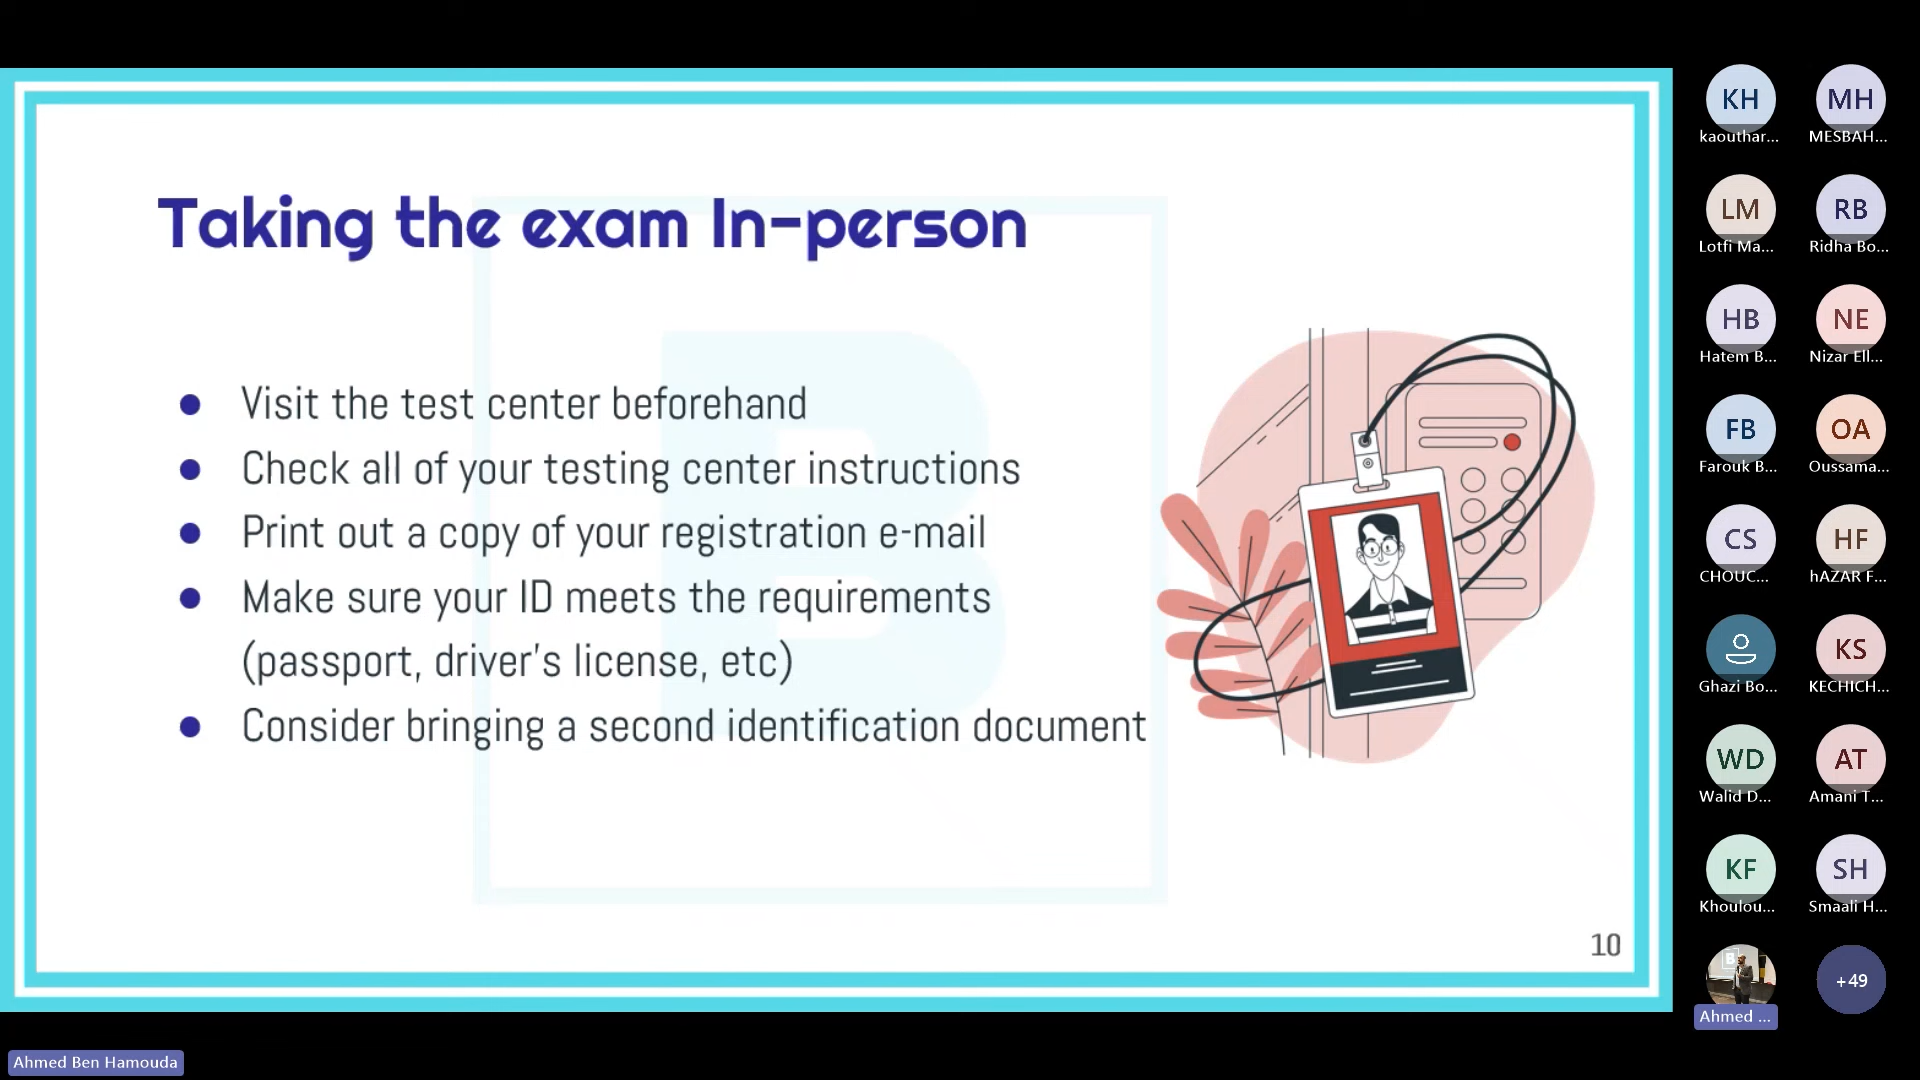 Taking the exam In-person
● Visit the test center beforehand
● Check all of your testing center instructions
● Print out a copy of your registration e-mail
● Make sure your ID meets the requirements
(passport, driver's license, etc)
● Consider bringing a second identification document
10
KH
kaouthar...
MH
MESBAH...
LM
Lotfi Ma...
RB
Ridha Bo...
HB
Hatem B...
NE
Nizar Ell...
FB
Farouk B...
OA
Oussama...
CS
CHOUC...
HF
hAZAR F...
Ghazi Bo...
KS
KECHICH...
WD
Walid D...
AT
Amani T...
KF
Khoulou...
SH
Smaali H...
B
Ahmed ...
+49
Ahmed Ben Hamouda